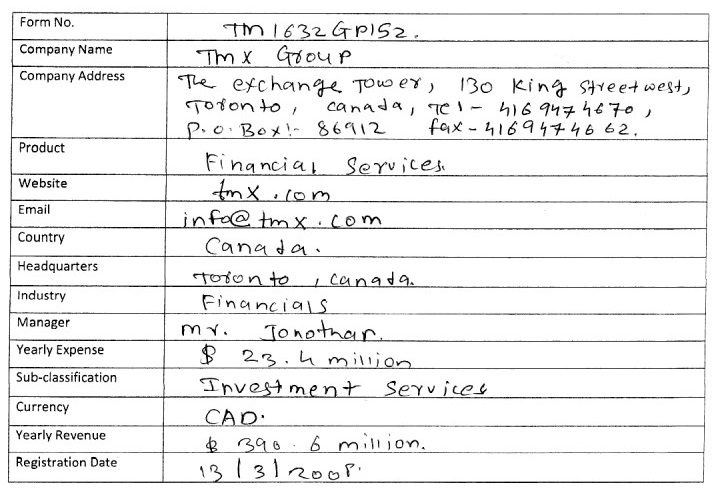 Form No. TM1632GP152.
Company Name TMX Group
Company Address The exchange Tower, 130 King street west,
Toronto, canada, Tel - 4169474670,
P.O. Box:- 86912 fax - 4169474662.
Product Financial Services.
Website tmx.com
Email info@tmx.com
Country Canada.
Headquarters Toronto, canada.
Industry Financials
Manager mr. Jonothan.
Yearly Expense $ 23.4 million
Sub-classification Investment Services
Currency CAD.
Yearly Revenue $ 390.6 million.
Registration Date 13/3/2008.